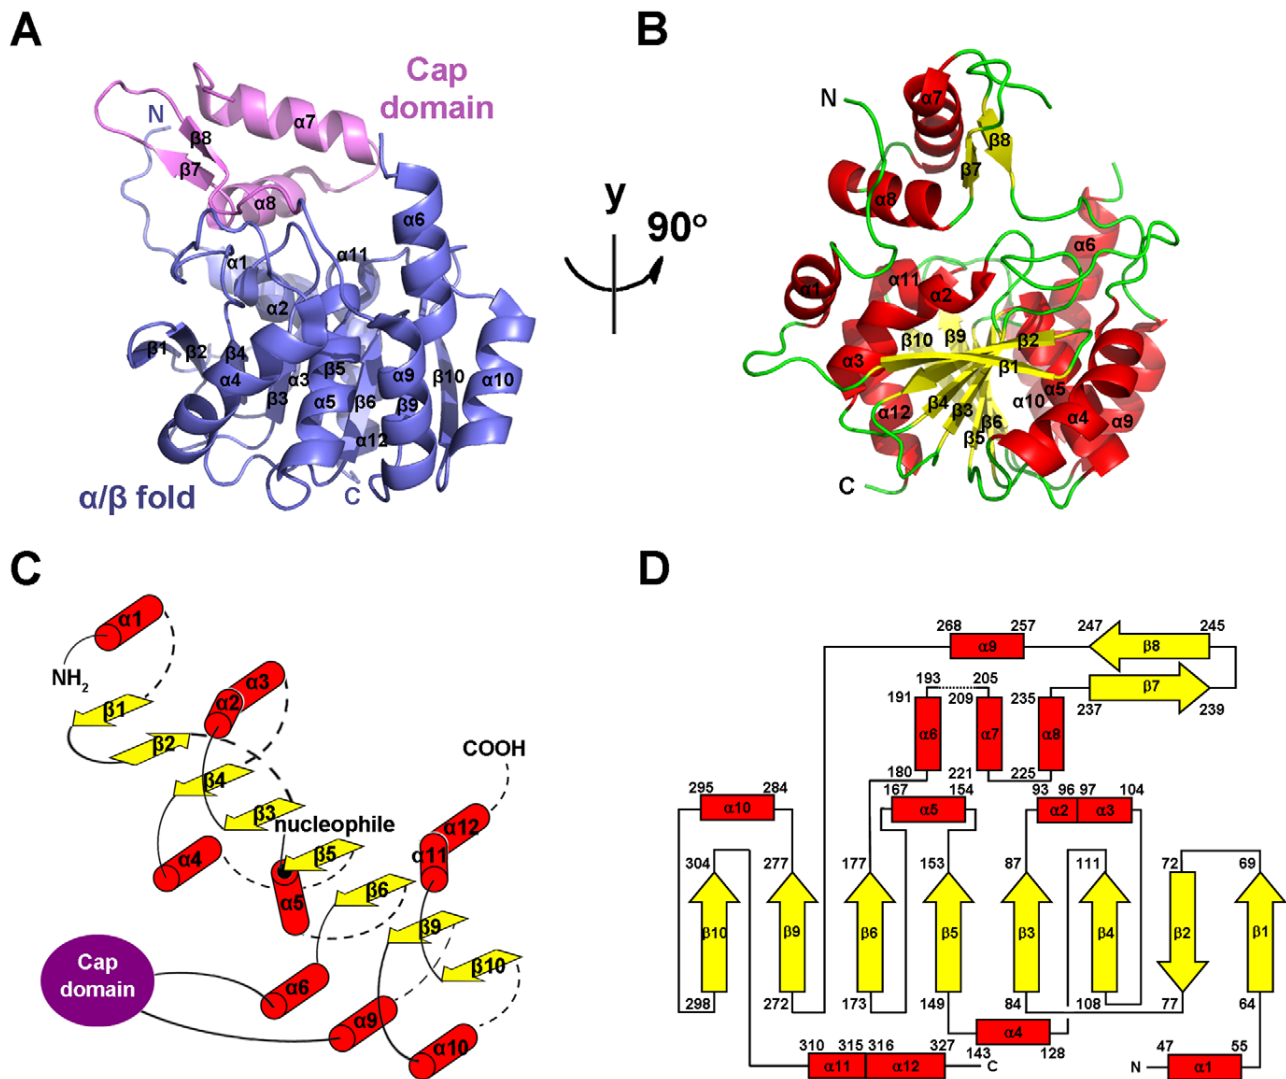 A
Cap
domain
N
α7
β8
β7
α8
α6
α1
α11
α2
β1
β2
β4
α4
α3
β3
β5
α5
β6
α9
β9
β10
α10
α12
C
α/β fold
y
90°
B
N
α7
β8
β7
α8
α6
α1
α11
α2
β10
β9
β2
α3
β1
α5
α10
α12
β4
β3
β6
β5
α4
α9
C
C
α1
NH2
β1
α3
α2
β2
COOH
β4
β3
nucleophile
α12
α11
α4
β5
α5
β6
β9
β10
Cap
domain
α6
α9
α10
D
268 257 247 245
α9 β8
193 205 β7
191 209 235 237 239
α6 α7 α8
180 221 225
295 284 167 154 93 96 97 104
α10 α5 α2 α3
304 277 177 153 87 111 72 69
β10 β9 β6 β5 β3 β4 β2 β1
298 272 173 149 84 108 77 64
α4
310 315 316 327 143 128 47 55
α11 α12 C N α1